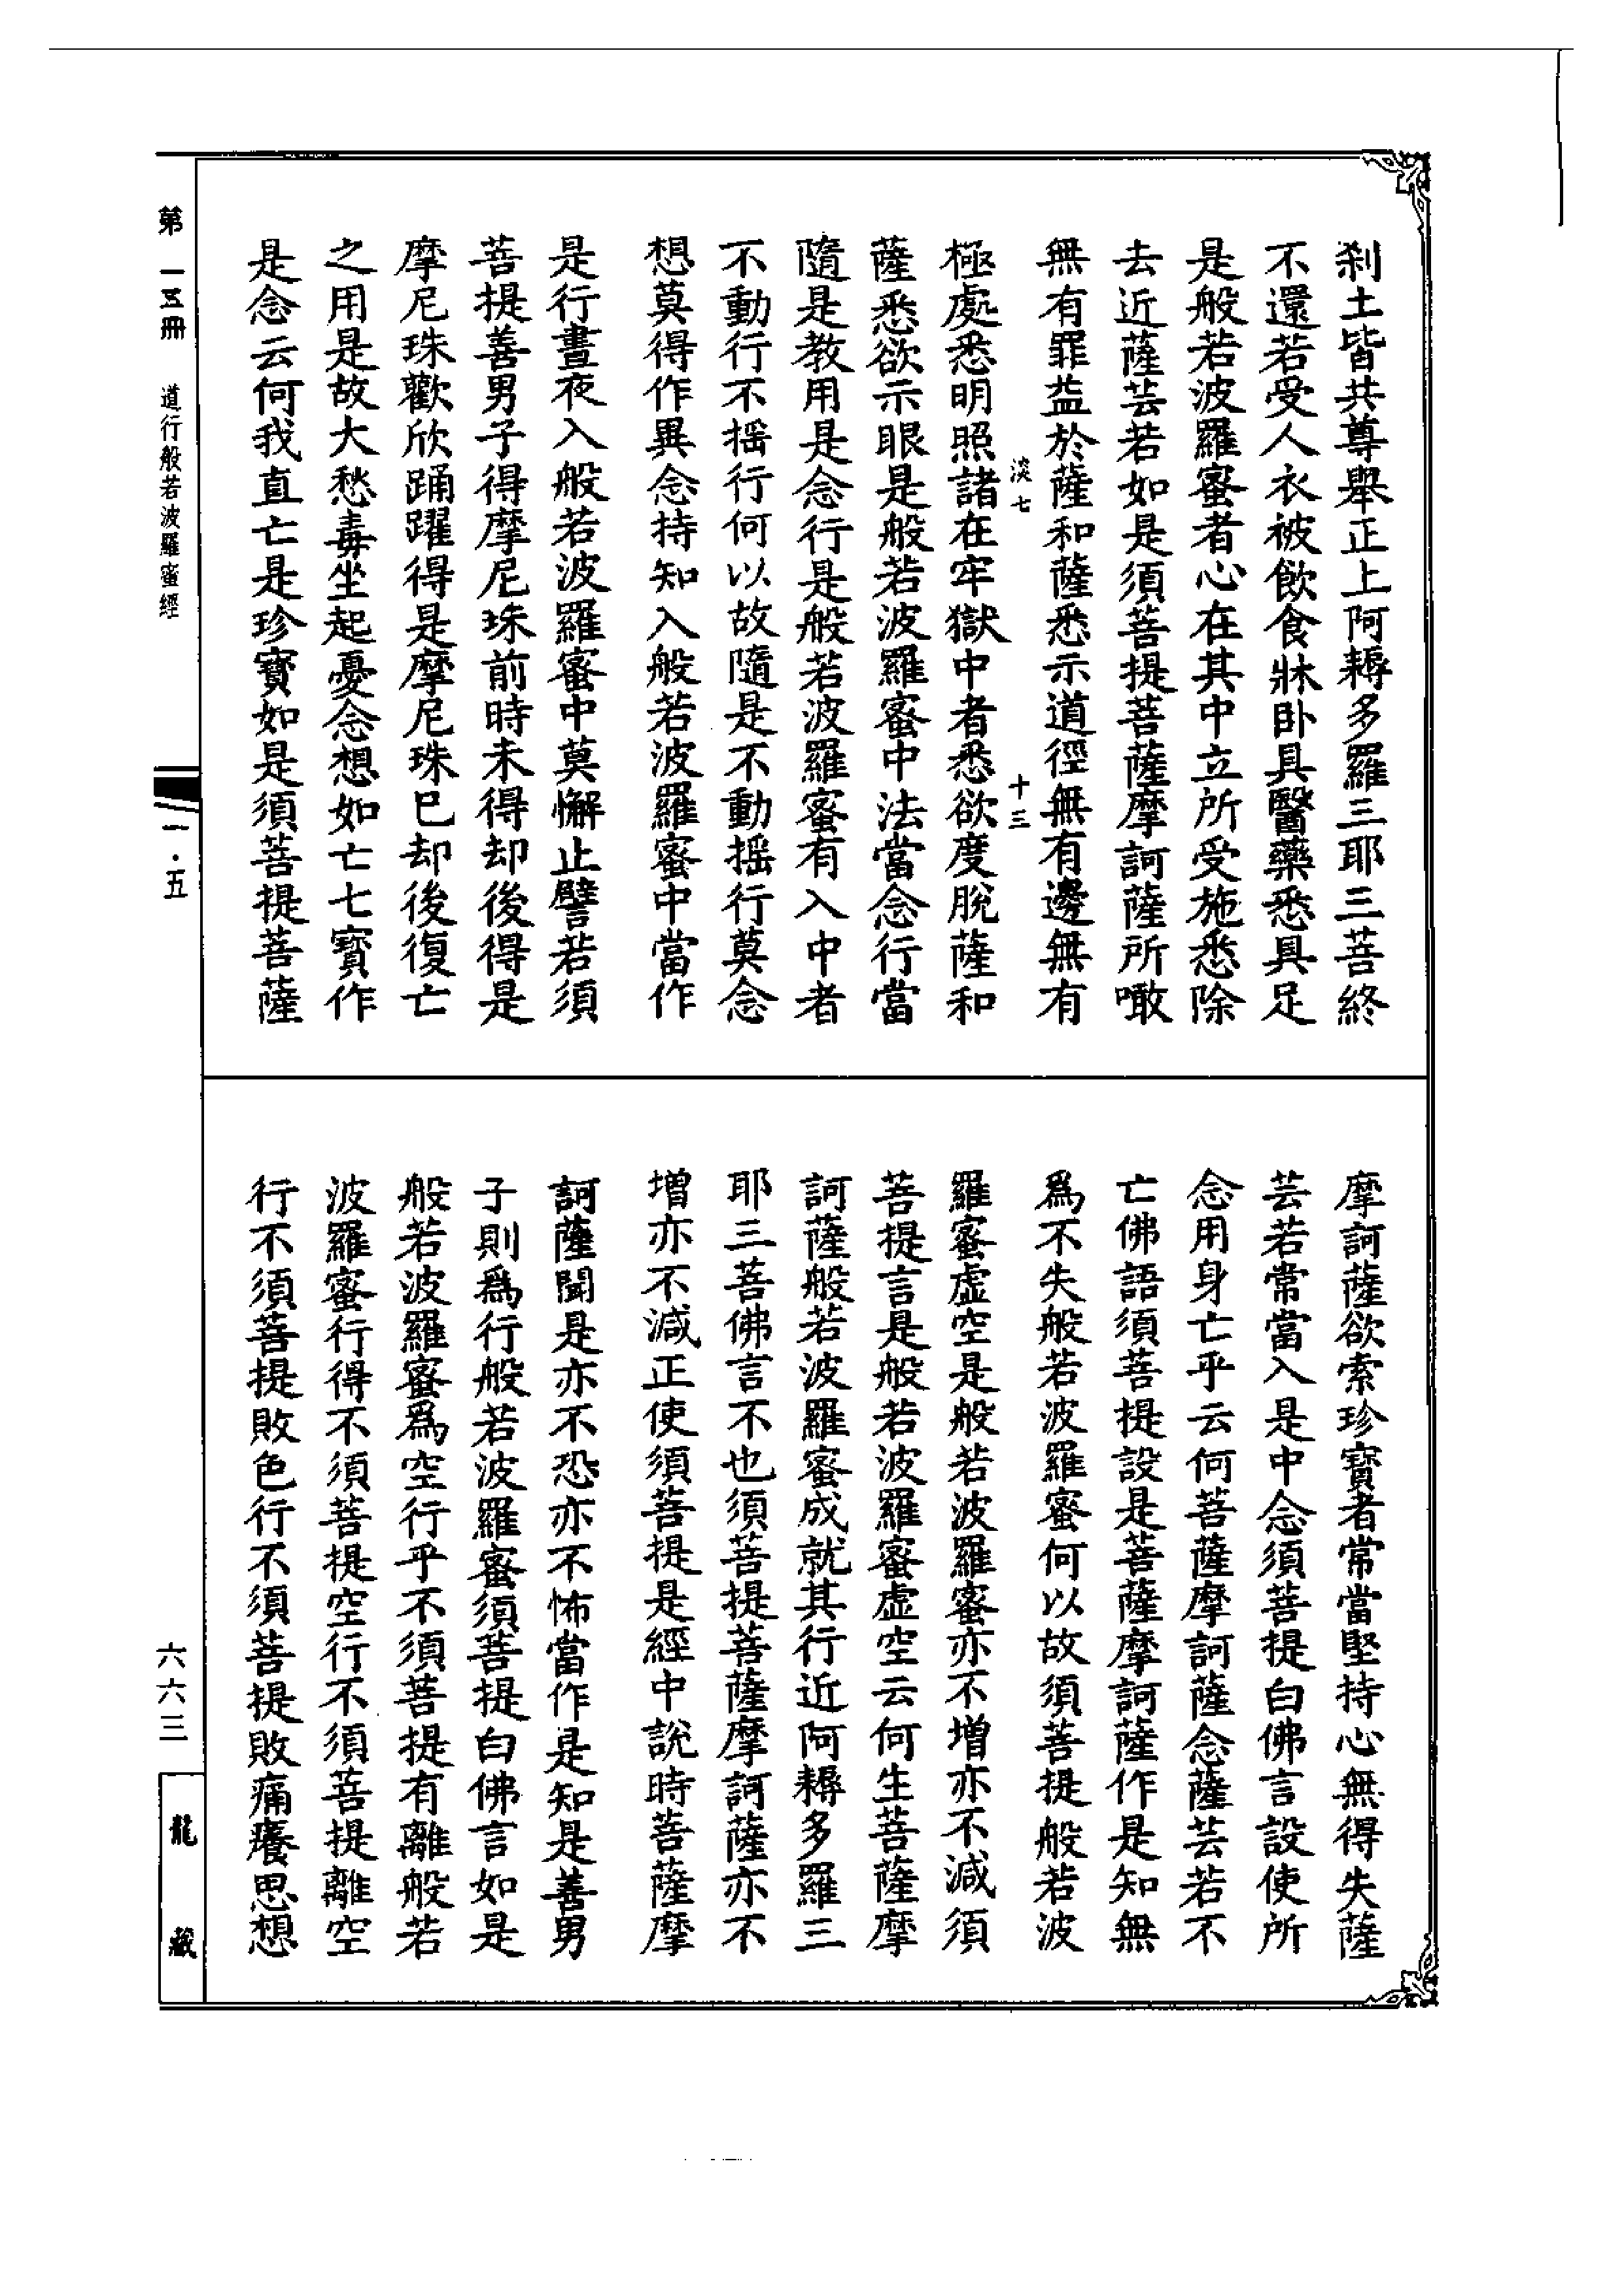 刹土皆共尊舉正上阿耨多羅三耶三菩終
不還若受人衣被飲食牀卧具醫藥悉具足
是般若波羅蜜者心在其中立所受施悉除
去近薩芸若如是須菩提菩薩摩訶薩所噉
無有罪益於薩和薩悉示道徑無有邊無有
淡七 十三
極處悉明照諸在牢獄中者悉欲度脫薩和
薩悉欲示眼是般若波羅蜜中法當念行當
隨是教用是念行是般若波羅蜜有入中者
不動行不摇行何以故隨是不動摇行莫念
想莫得作異念持知入般若波羅蜜中當作
是行晝夜入般若波羅蜜中莫懈止譬若須
菩提善男子得摩尼珠前時未得却後得是
摩尼珠歡欣踊躍得是摩尼珠已却後復亡
之用是故大愁毒坐起憂念想如亡七寳作
是念云何我直亡是珍寳如是須菩提菩薩
摩訶薩欲索珍寳者常當堅持心無得失薩
芸若常當入是中念須菩提白佛言設使所
念用身亡乎云何菩薩摩訶薩念薩芸若不
亡佛語須菩提設是菩薩摩訶薩作是知無
爲不失般若波羅蜜何以故須菩提般若波
羅蜜虚空是般若波羅蜜亦不增亦不減須
菩提言是般若波羅蜜虚空云何生菩薩摩
訶薩般若波羅蜜成就其行近阿耨多羅三
耶三菩佛言不也須菩提菩薩摩訶薩亦不
增亦不減正使須菩提是經中說時菩薩摩
訶薩聞是亦不恐亦不怖當作是知是善男
子則爲行般若波羅蜜須菩提白佛言如是
般若波羅蜜爲空行乎不須菩提有離般若
波羅蜜行得不須菩提空行不須菩提離空
行不須菩提敗色行不須菩提敗痛癢思想
第一五冊 道行般若波羅蜜經
一·五
六六三
龍藏